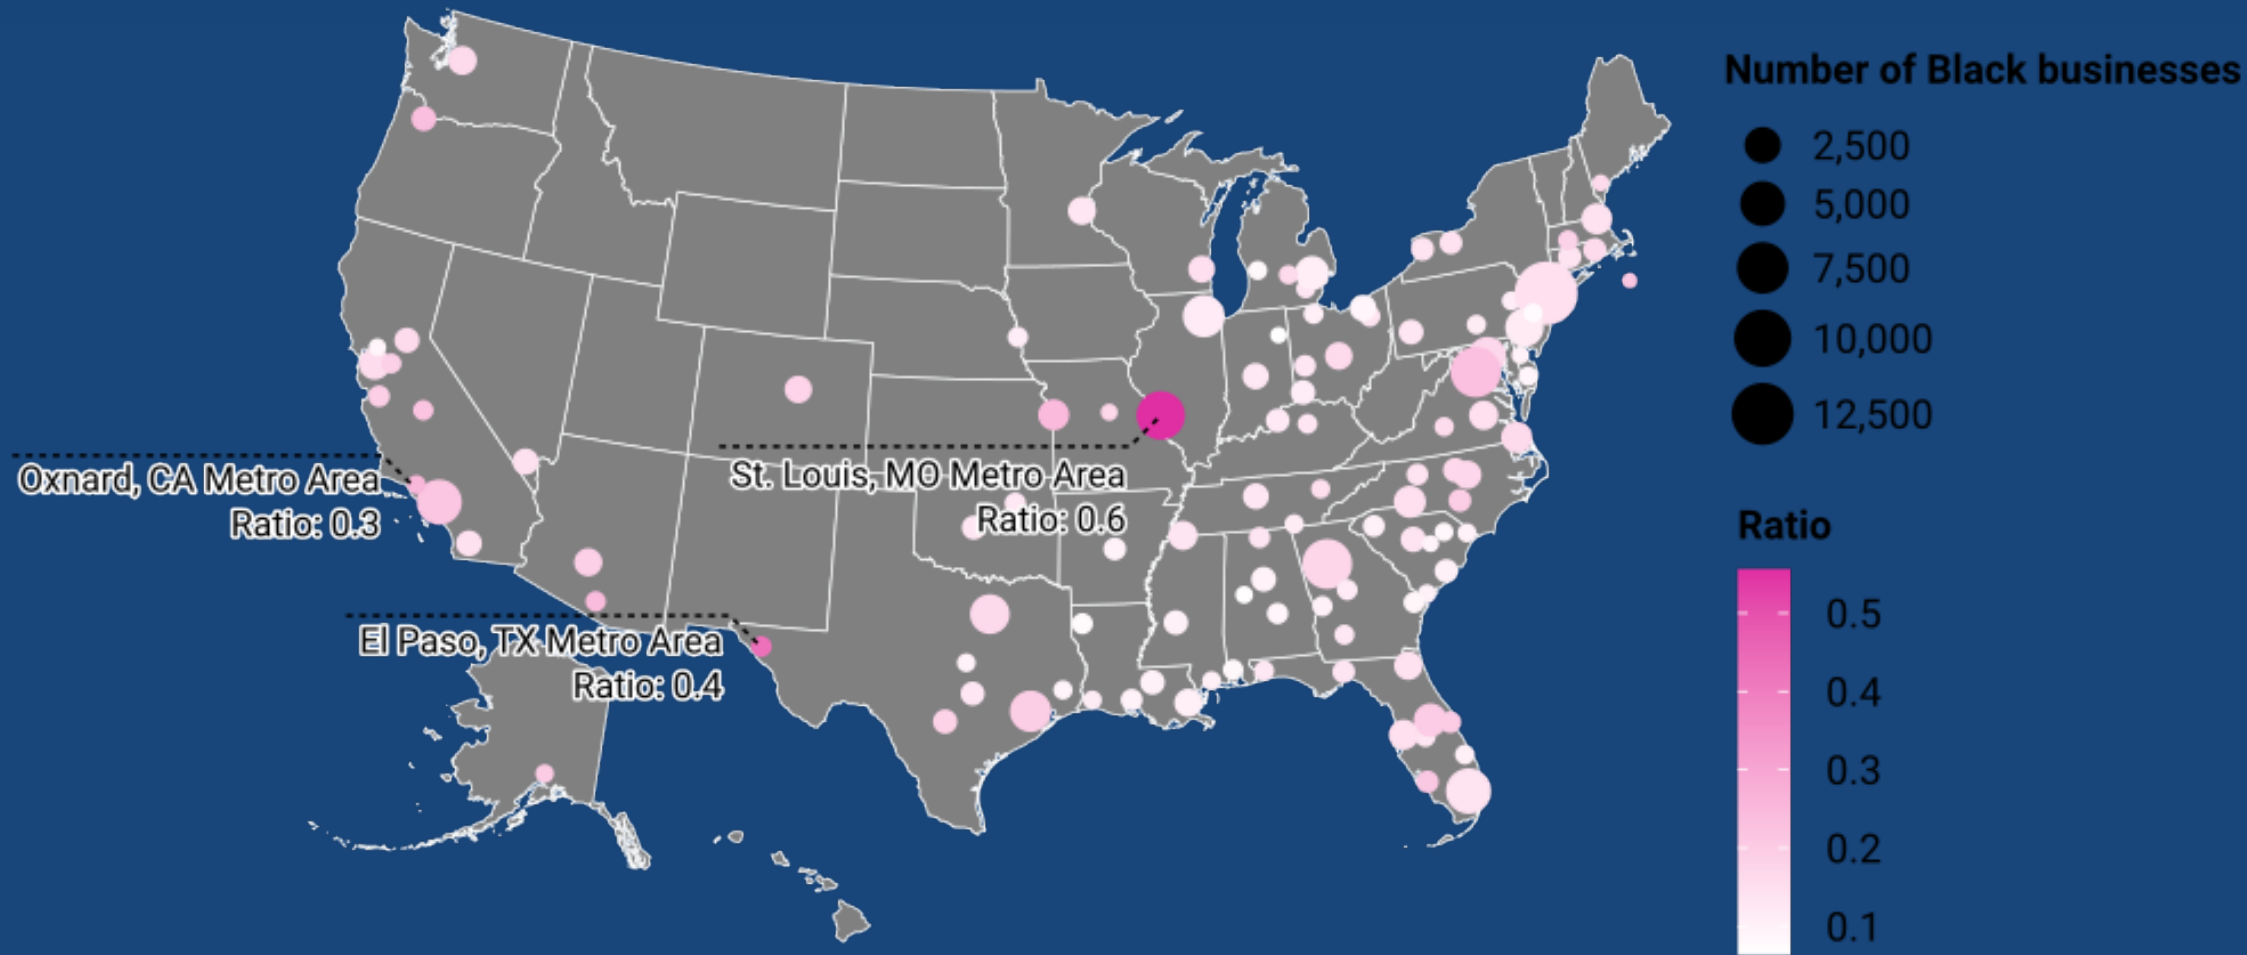 Number of Black businesses
2,500
5,000
7,500
10,000
12,500
Oxnard, CA Metro Area
Ratio: 0.3
St. Louis, MO Metro Area
Ratio: 0.6
El Paso, TX Metro Area
Ratio: 0.4
Ratio
0.5
0.4
0.3
0.2
0.1